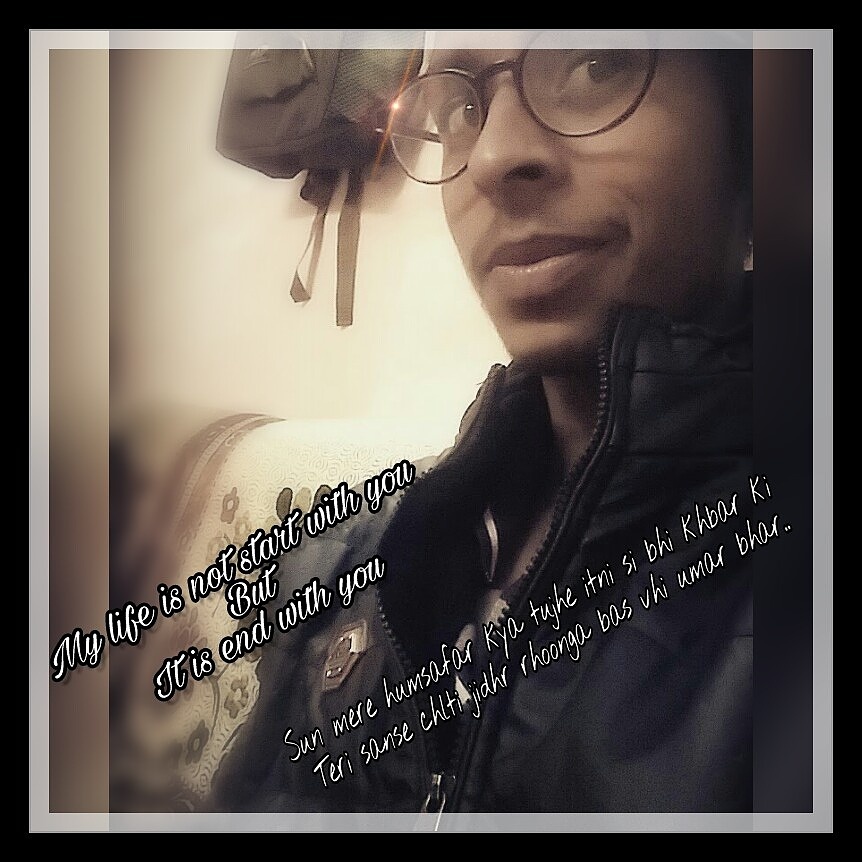 My life is not start with you
But
It is end with you
Sun mere humsafar Kya tujhe itni si bhi Khbar Ki
Teri sanse chlti jidhr rhoonga bas vhi umar bhar..